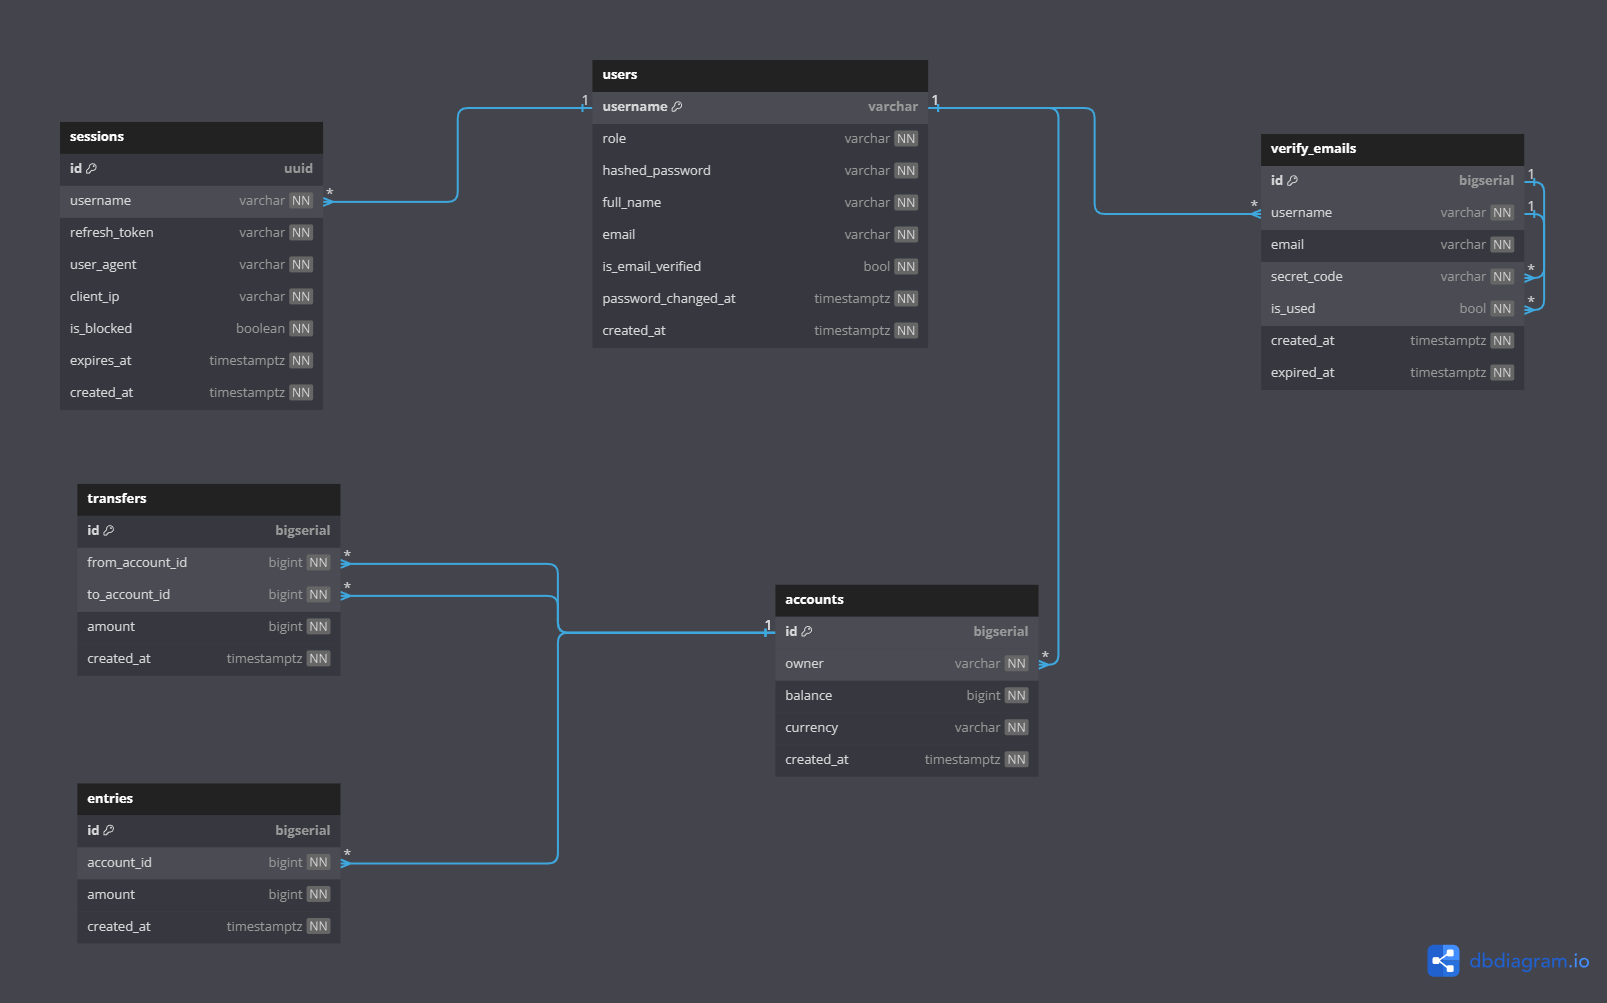 users
1
username varchar
1
role varchar NN
hashed_password varchar NN
full_name varchar NN
email varchar NN
is_email_verified bool NN
password_changed_at timestamptz NN
created_at timestamptz NN
sessions
id uuid
*
username varchar NN
refresh_token varchar NN
user_agent varchar NN
client_ip varchar NN
is_blocked boolean NN
expires_at timestamptz NN
created_at timestamptz NN
verify_emails
id bigserial
1
*
username varchar NN
1
email varchar NN
secret_code varchar NN
*
is_used bool NN
*
created_at timestamptz NN
expired_at timestamptz NN
transfers
id bigserial
from_account_id bigint NN
*
to_account_id bigint NN
*
amount bigint NN
created_at timestamptz NN
accounts
1
id bigserial
owner varchar NN
*
balance bigint NN
currency varchar NN
created_at timestamptz NN
entries
id bigserial
account_id bigint NN
*
amount bigint NN
created_at timestamptz NN
dbdiagram.io